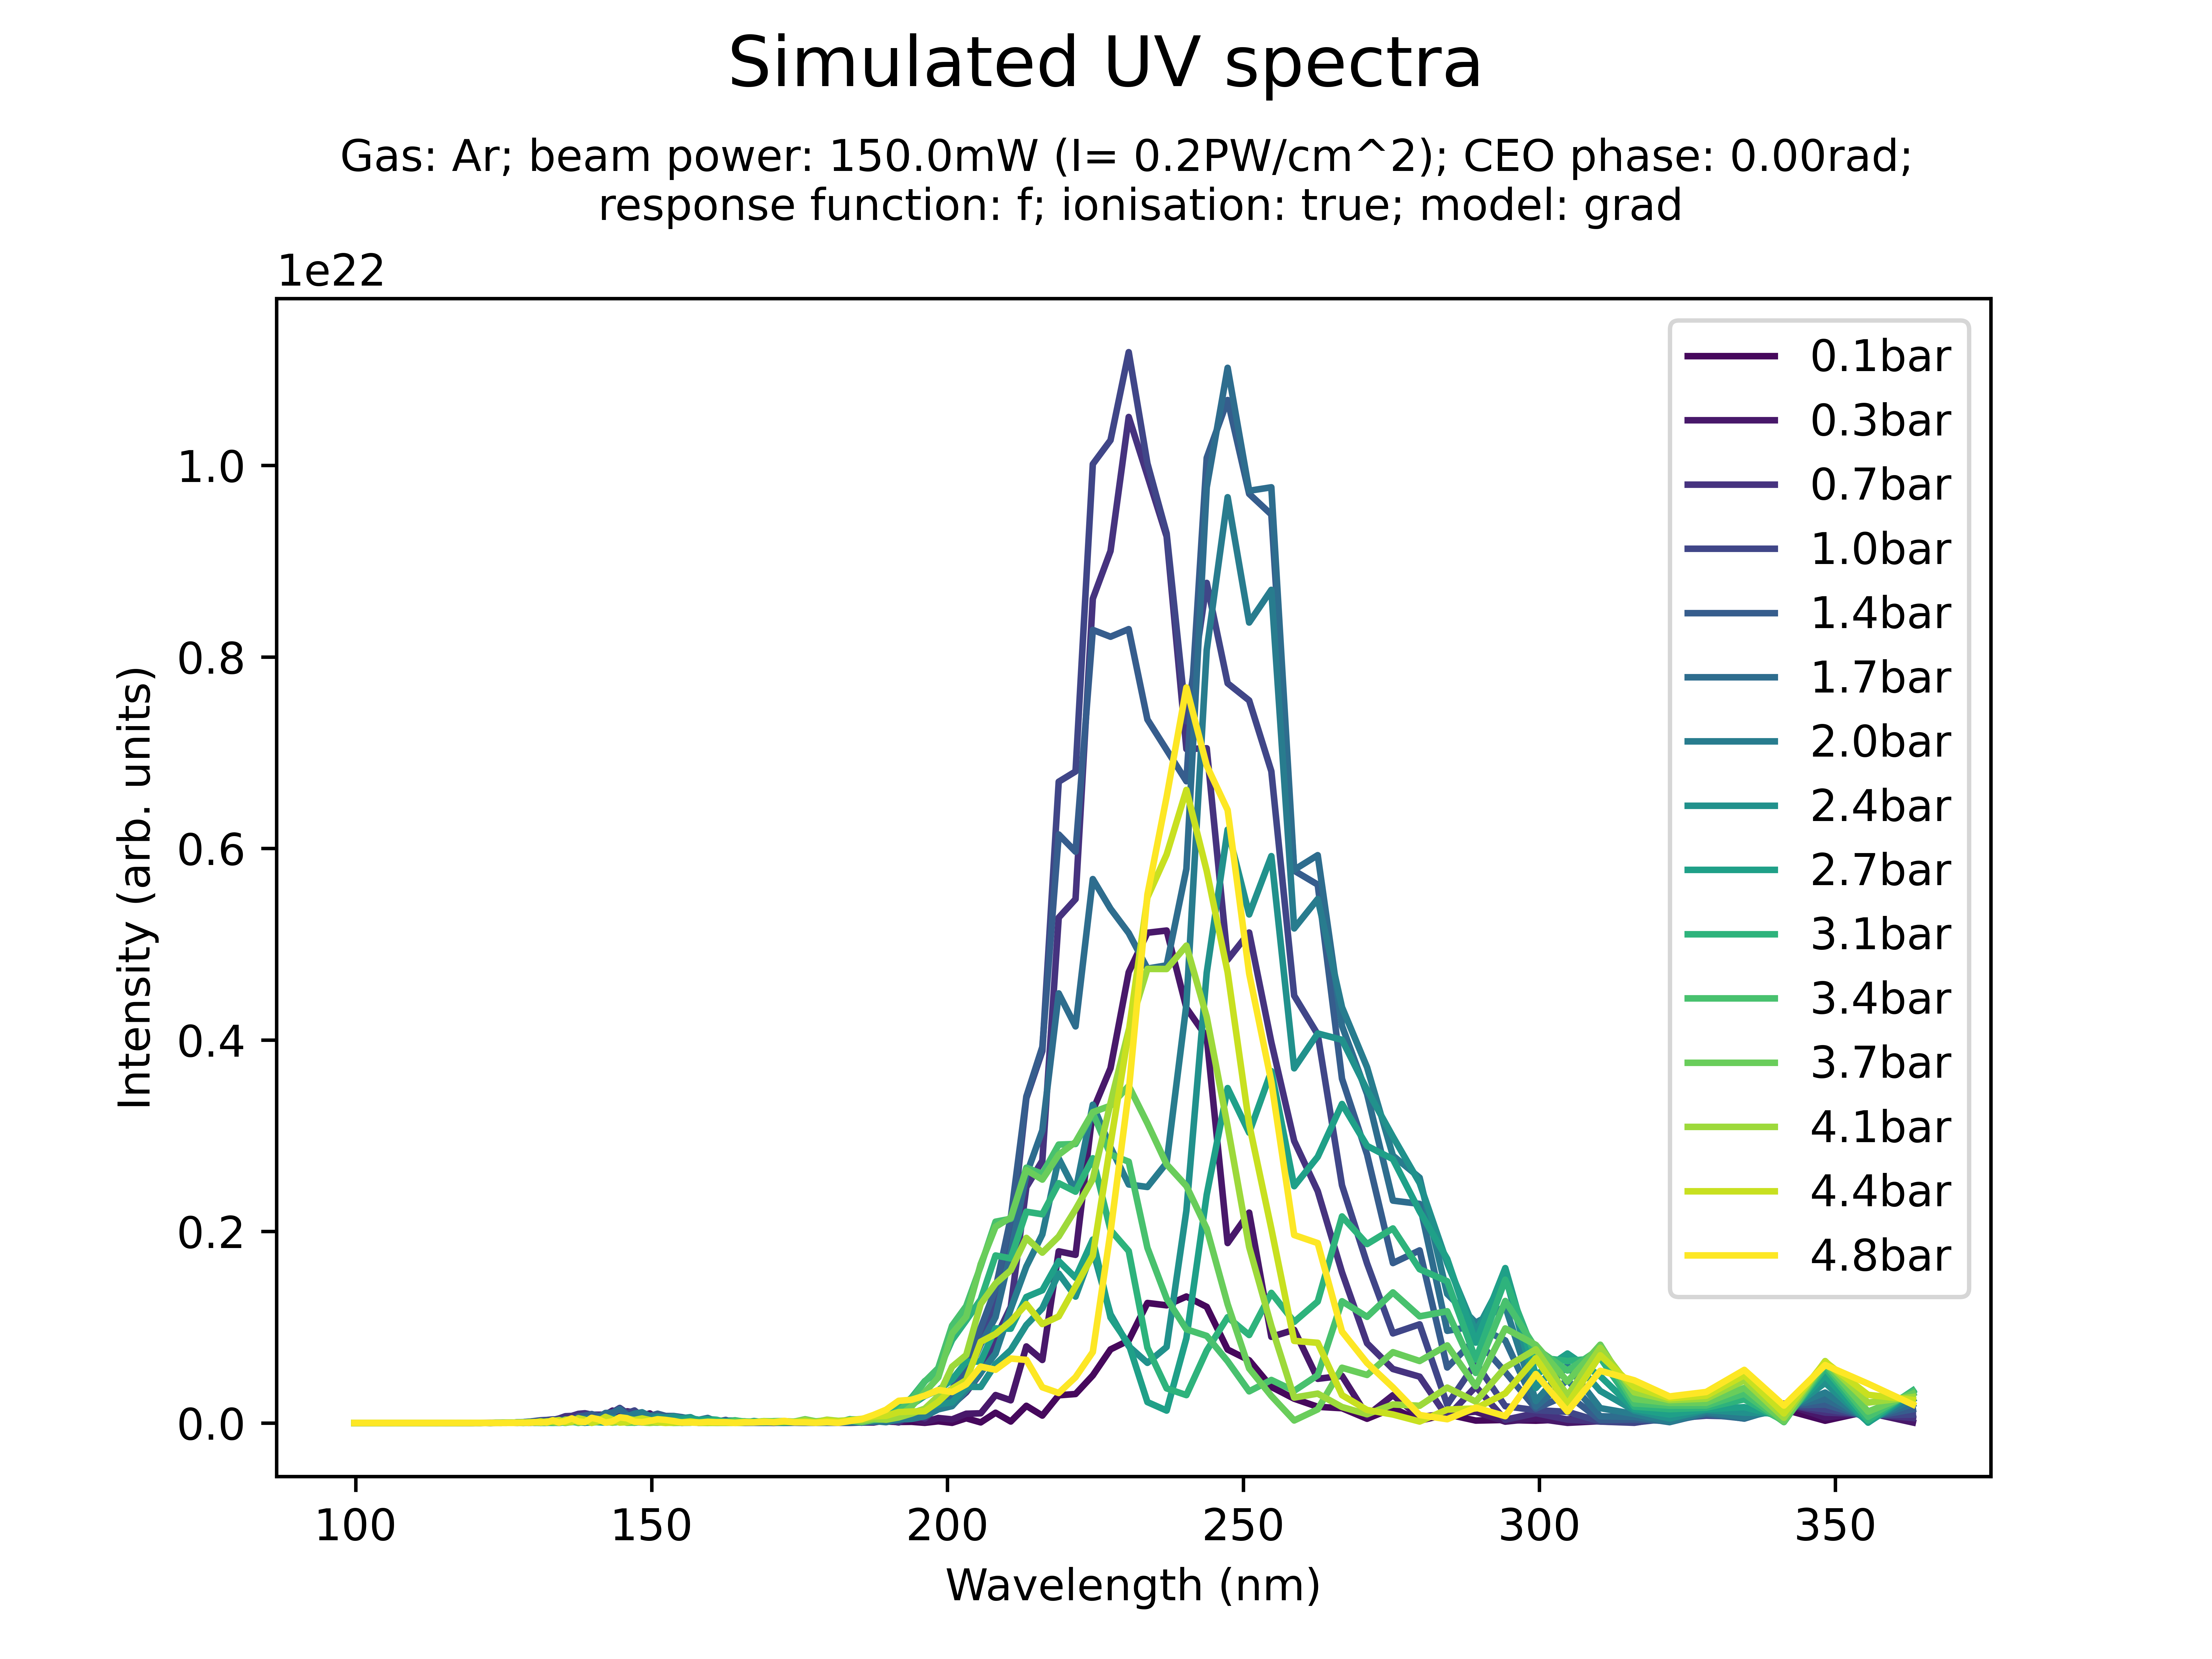 Simulated UV spectra
Gas: Ar; beam power: 150.0mW (I= 0.2PW/cm^2); CEO phase: 0.00rad;
response function: f; ionisation: true; model: grad
1e22
1.0
0.8
0.6
0.4
0.2
0.0
Intensity (arb. units)
100
150
200
250
300
350
Wavelength (nm)
0.1bar
0.3bar
0.7bar
1.0bar
1.4bar
1.7bar
2.0bar
2.4bar
2.7bar
3.1bar
3.4bar
3.7bar
4.1bar
4.4bar
4.8bar